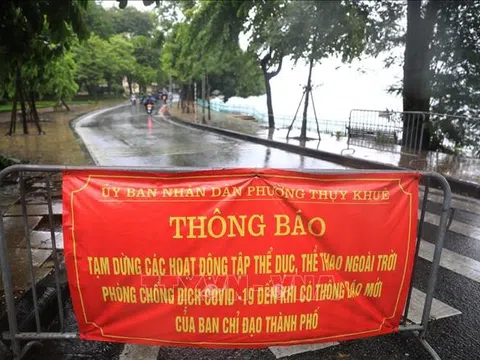 ỦY BAN NHÂN DÂN PHƯỜNG THỤY KHUÊ
THÔNG BÁO
TẠM DỪNG CÁC HOẠT ĐỘNG TẬP THỂ DỤC, THỂ THAO NGOÀI TRỜI
PHÒNG CHỐNG DỊCH COVID-19 ĐẾN KHI CÓ THÔNG BÁO MỚI
CỦA BAN CHỈ ĐẠO THÀNH PHỐ